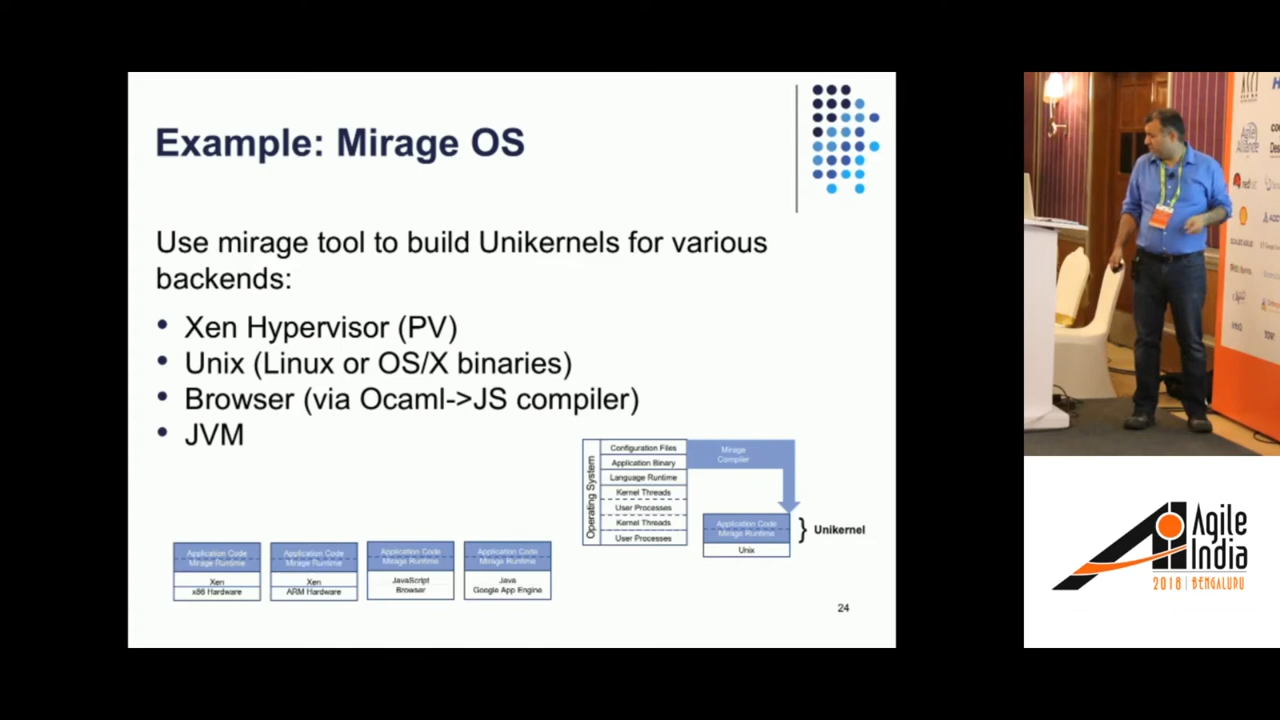 Example: Mirage OS
Use mirage tool to build Unikernels for various
backends:
• Xen Hypervisor (PV)
• Unix (Linux or OS/X binaries)
• Browser (via Ocaml->JS compiler)
• JVM
Operating System
Configuration Files
Application Binary
Language Runtime
Kernel Threads
User Processes
Kernel Threads
User Processes
Mirage
Compiler
Application Code
Mirage Runtime
Unix
Unikernel
Application Code
Mirage Runtime
Xen
x86 Hardware
Application Code
Mirage Runtime
Xen
ARM Hardware
Application Code
Mirage Runtime
JavaScript
Browser
Application Code
Mirage Runtime
Java
Google App Engine
24
Agile
Alliance
redhat
Agile
India
2018 | BENGALURU